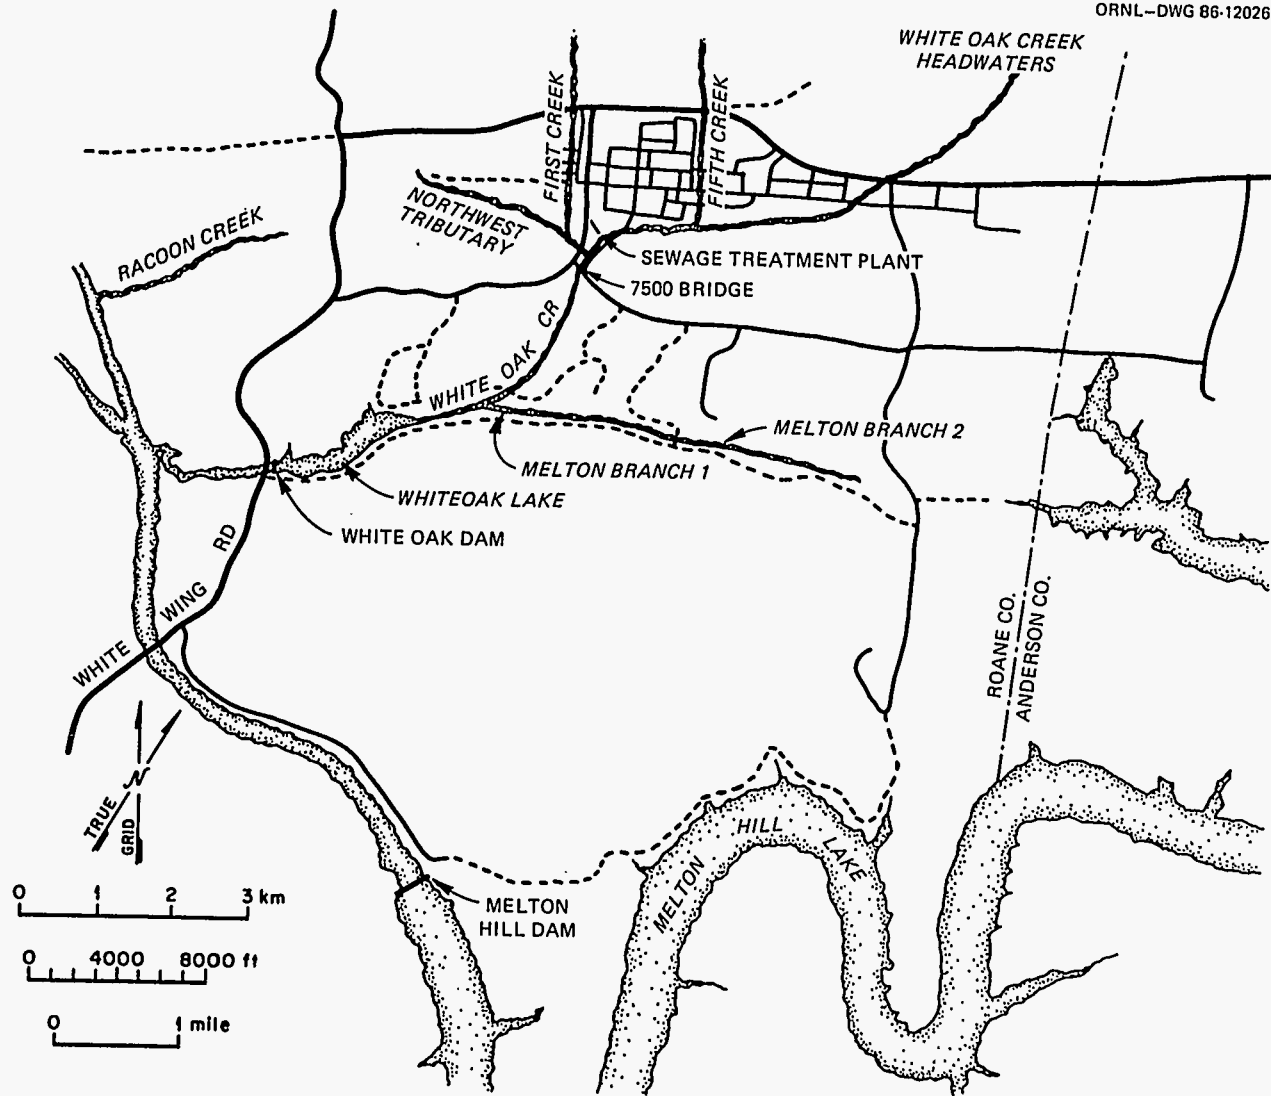 ORNL-DWG 86-12026
WHITE OAK CREEK
HEADWATERS
FIRST CREEK
FIFTH CREEK
NORTHWEST
TRIBUTARY
RACOON CREEK
SEWAGE TREATMENT PLANT
7500 BRIDGE
WHITE OAK CR
MELTON BRANCH 2
MELTON BRANCH 1
WHITEOAK LAKE
WHITE OAK DAM
WHITE WING RD
ROANE CO.
ANDERSON CO.
TRUE
N
GRID
MELTON HILL LAKE
MELTON
HILL DAM
0 1 2 3 km
0 4000 8000 ft
0 1 mile